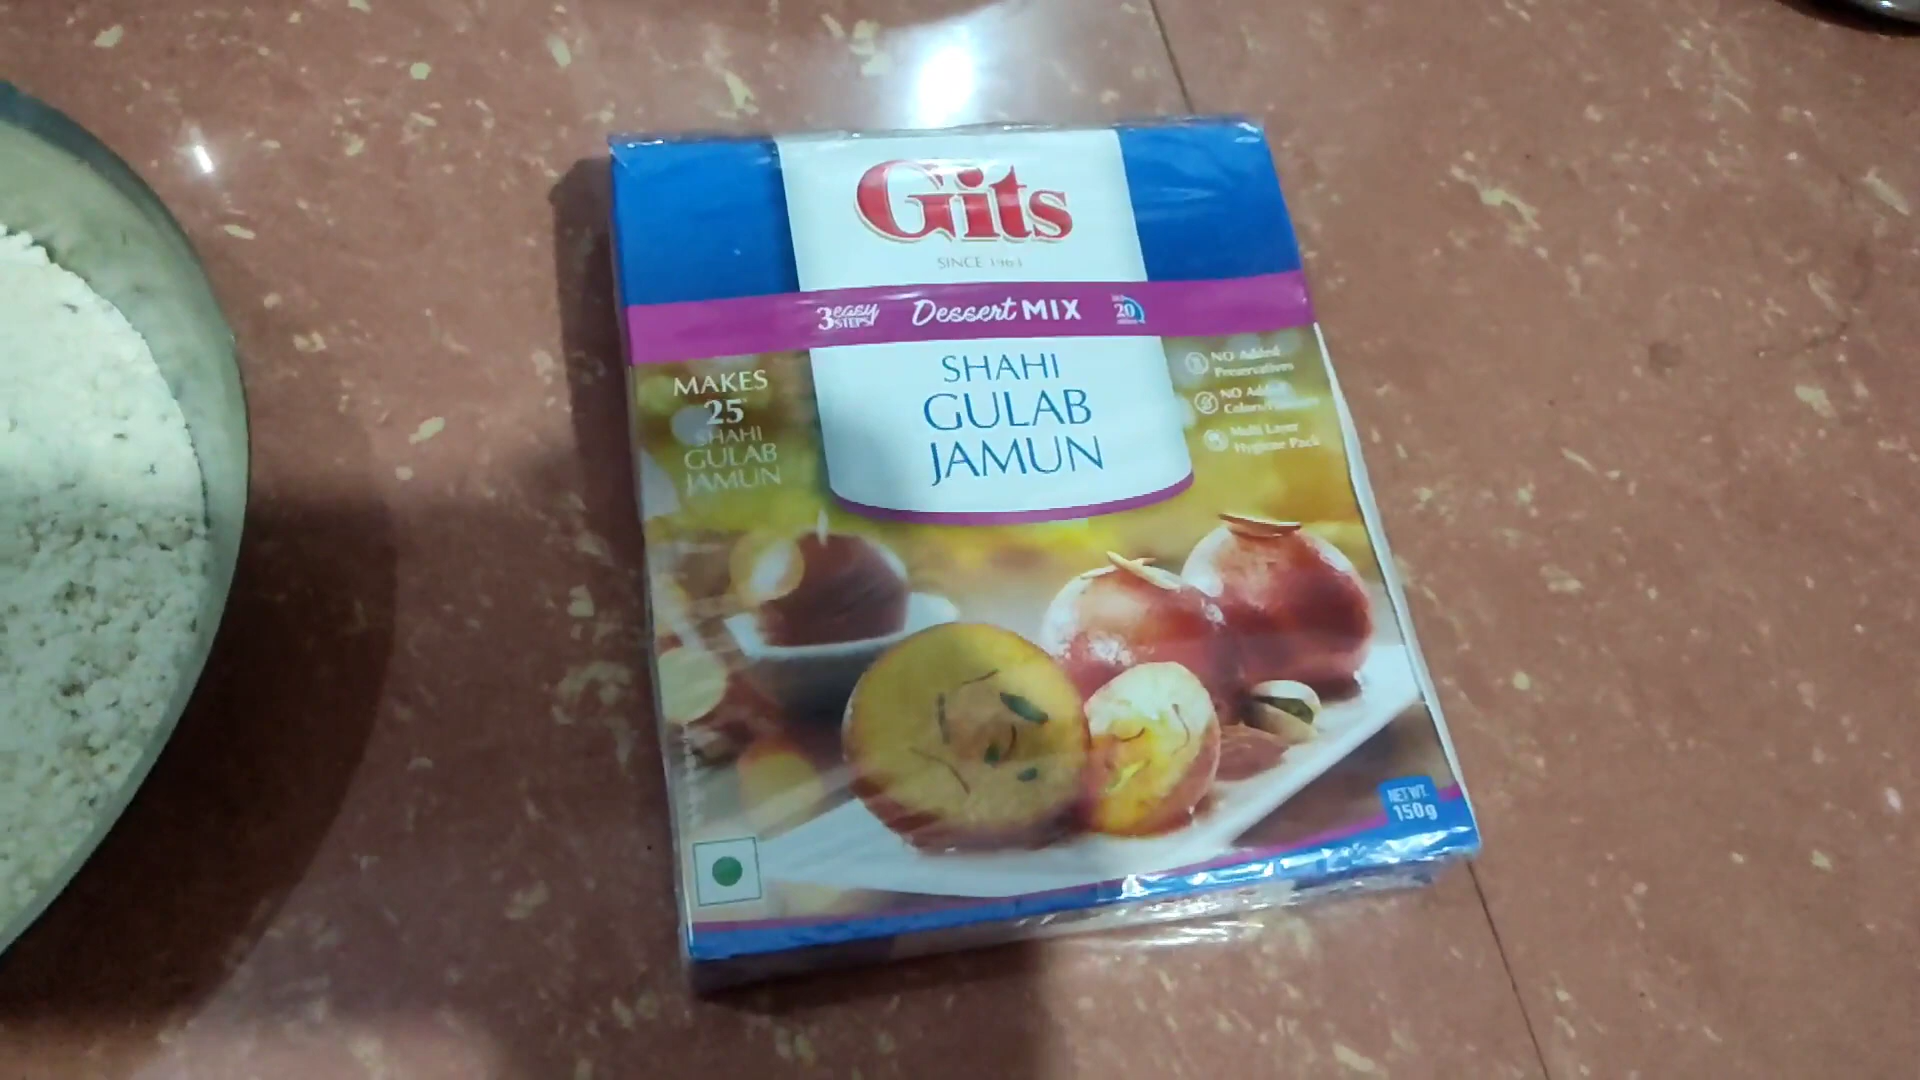 Gits
SINCE 1963
3 easy STEPS
Dessert MIX
20
SHAHI
GULAB
JAMUN
MAKES
25
SHAHI
GULAB
JAMUN
NO Added
Preservatives
NO Added
Multi Layer
Hygiene Pack
NET WT.
150g